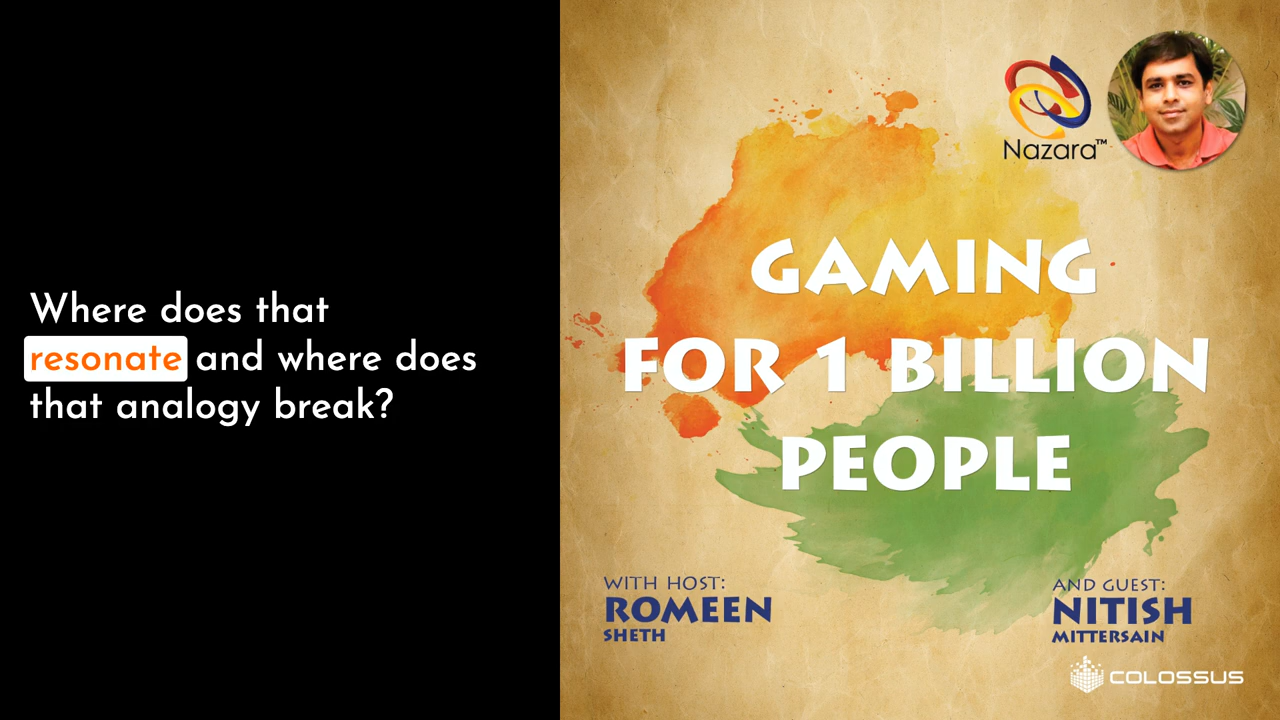 Where does that
resonate and where does
that analogy break?
Nazara™
GAMING
FOR 1 BILLION
PEOPLE
WITH HOST:
ROMEEN
SHETH
AND GUEST:
NITISH
MITTERSAIN
COLOSSUS